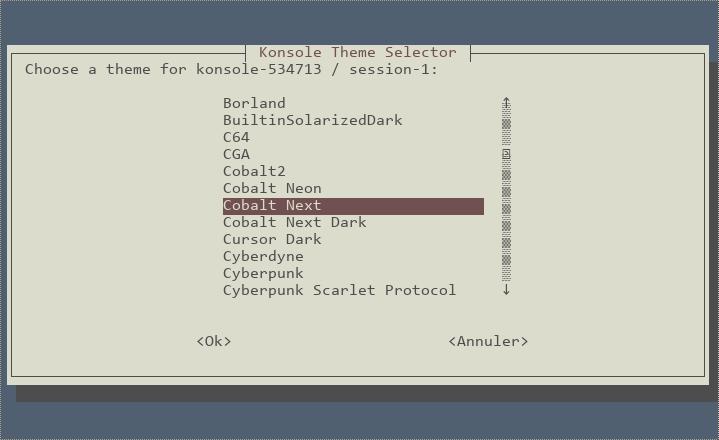 Konsole Theme Selector
Choose a theme for konsole-534713 / session-1:
Borland
BuiltinSolarizedDark
C64
CGA
Cobalt2
Cobalt Neon
Cobalt Next
Cobalt Next Dark
Cursor Dark
Cyberdyne
Cyberpunk
Cyberpunk Scarlet Protocol
<Ok> <Annuler>